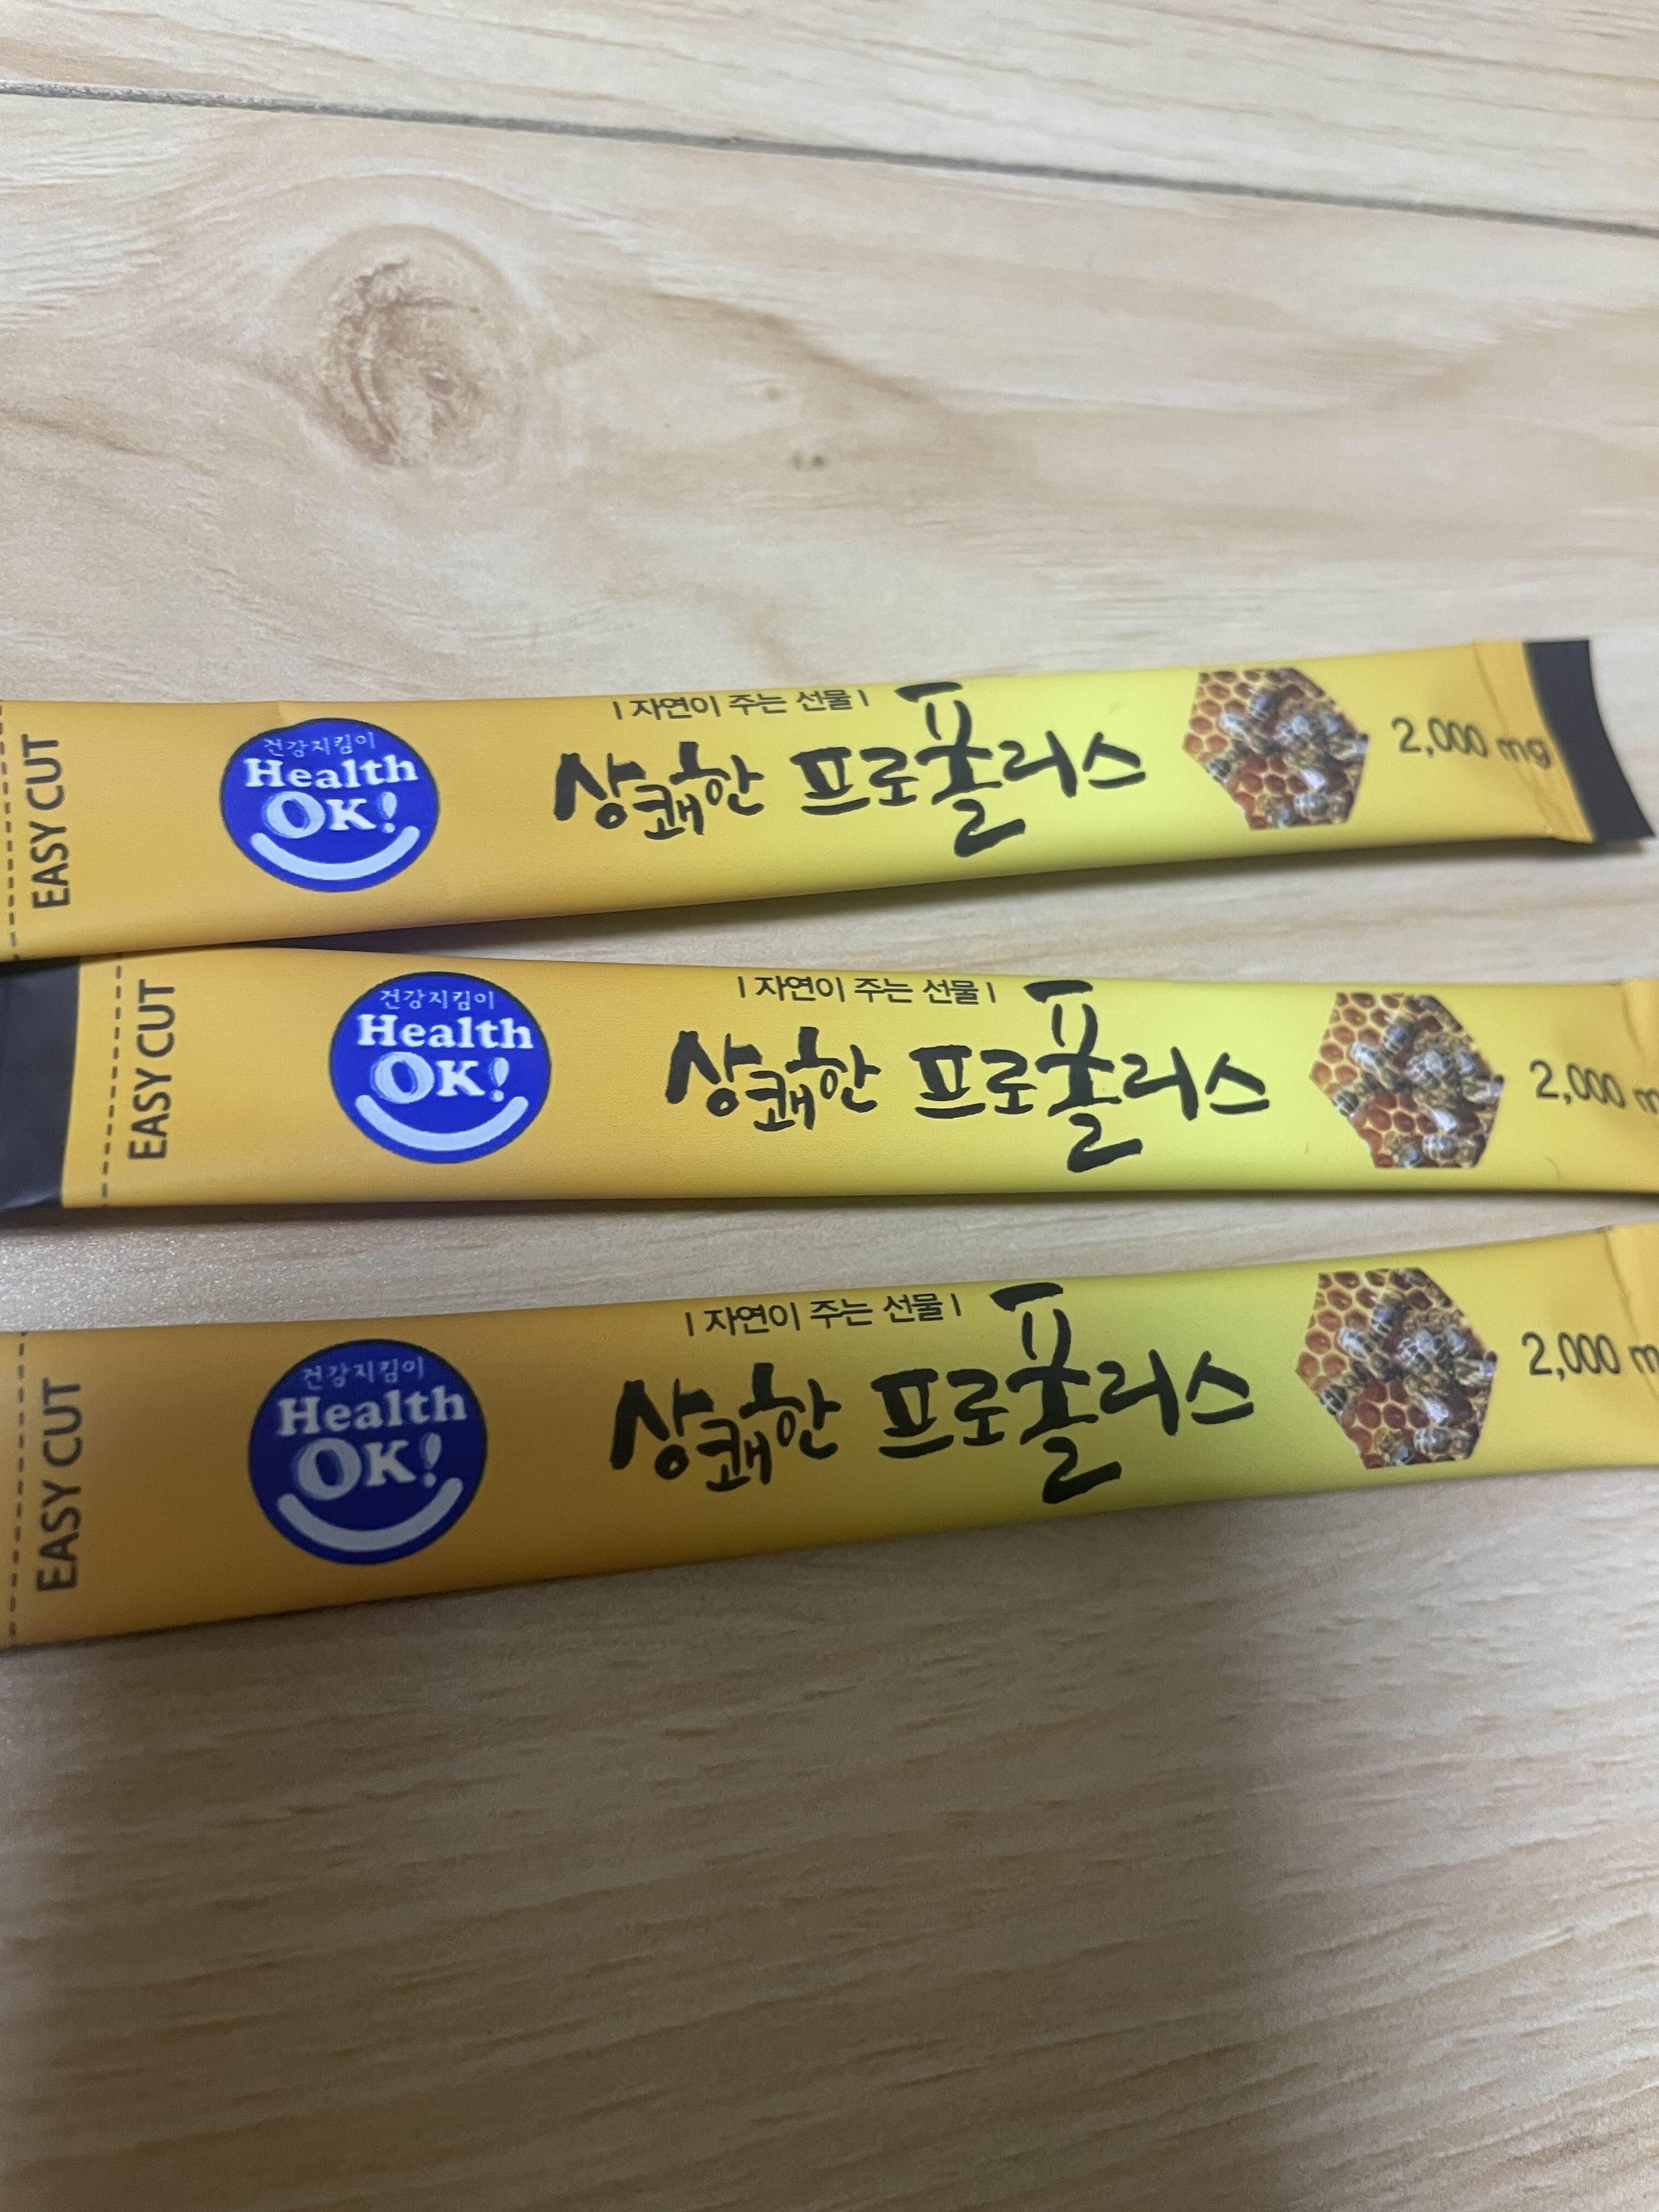 EASY CUT
건강지킴이
Health
OK!
| 자연이 주는 선물 |
상쾌한 프로폴리스
2,000 mg
EASY CUT
건강지킴이
Health
OK!
| 자연이 주는 선물 |
상쾌한 프로폴리스
2,000 m
EASY CUT
건강지킴이
Health
OK!
| 자연이 주는 선물 |
상쾌한 프로폴리스
2,000 m